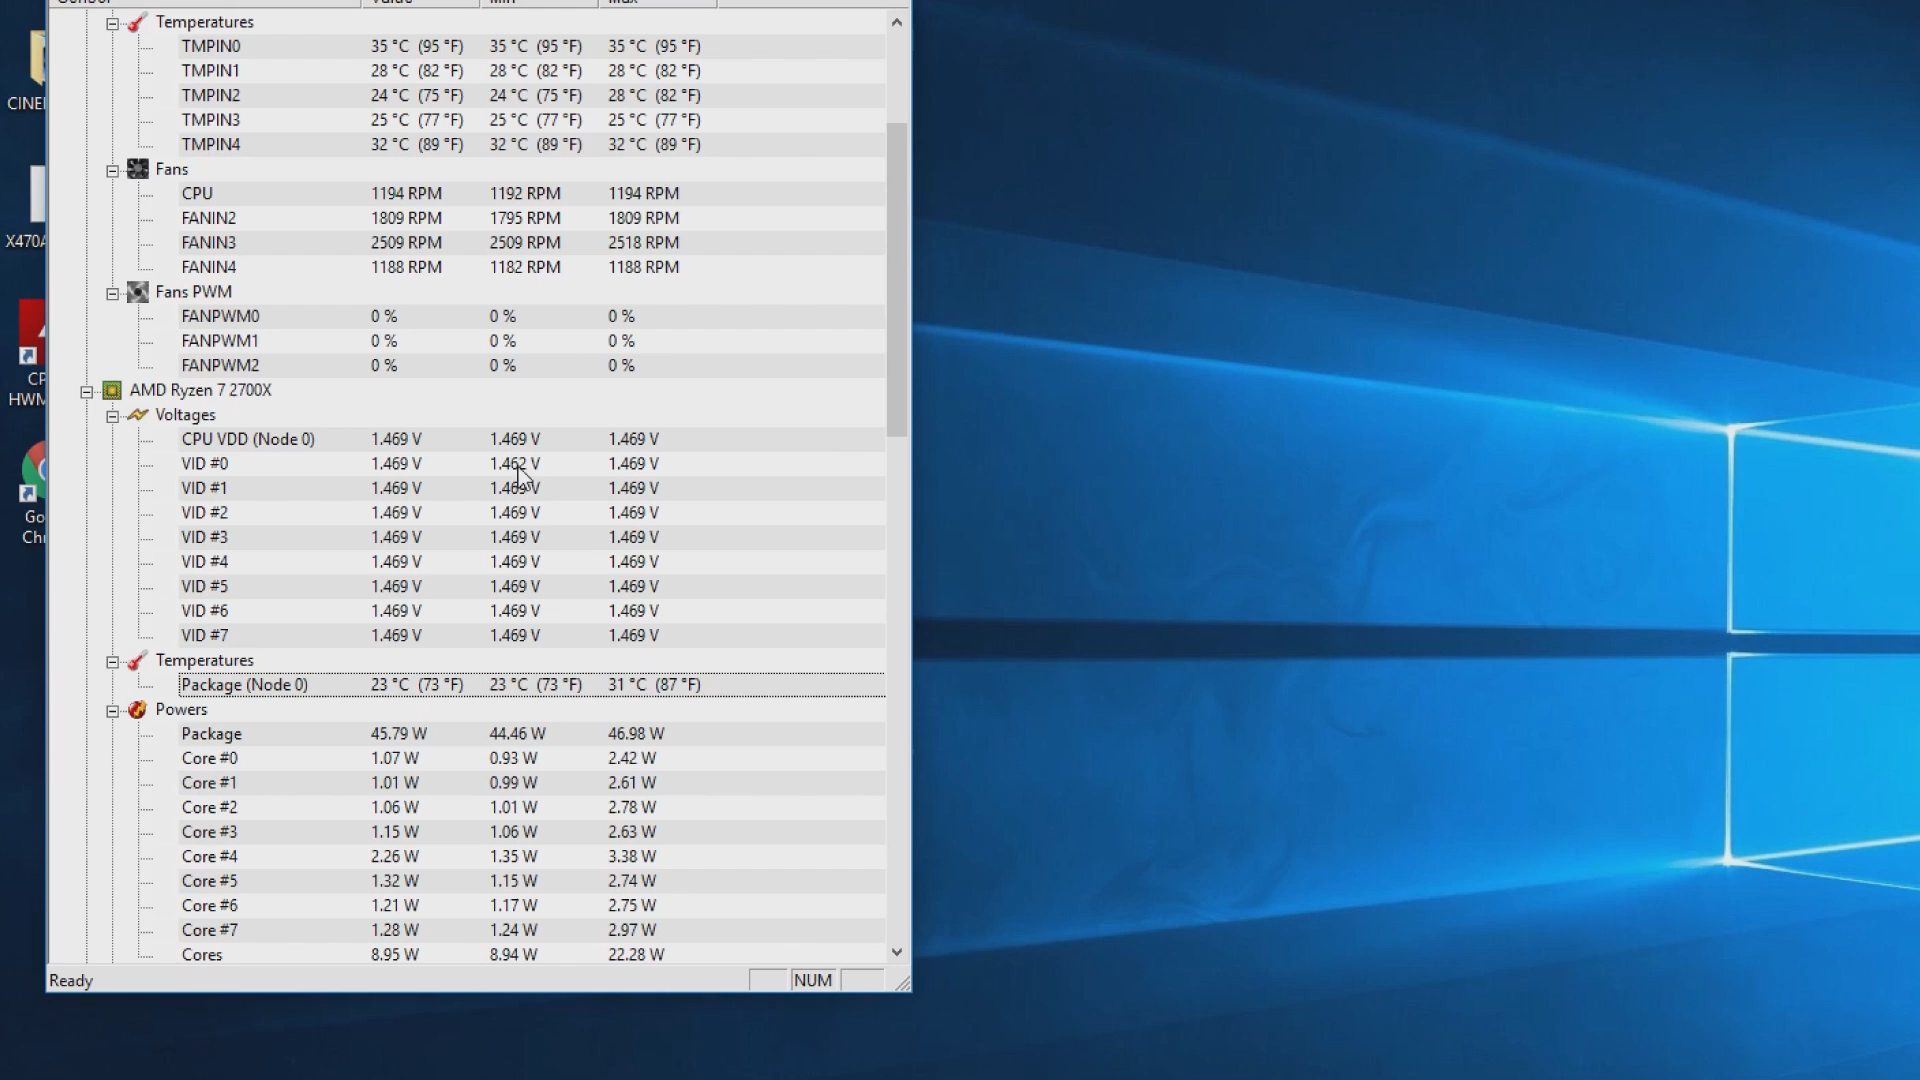 Sensor Value Min Max
Temperatures
TMPIN0 35 °C (95 °F) 35 °C (95 °F) 35 °C (95 °F)
TMPIN1 28 °C (82 °F) 28 °C (82 °F) 28 °C (82 °F)
TMPIN2 24 °C (75 °F) 24 °C (75 °F) 28 °C (82 °F)
TMPIN3 25 °C (77 °F) 25 °C (77 °F) 25 °C (77 °F)
TMPIN4 32 °C (89 °F) 32 °C (89 °F) 32 °C (89 °F)
Fans
CPU 1194 RPM 1192 RPM 1194 RPM
FANIN2 1809 RPM 1795 RPM 1809 RPM
FANIN3 2509 RPM 2509 RPM 2518 RPM
FANIN4 1188 RPM 1182 RPM 1188 RPM
Fans PWM
FANPWM0 0 % 0 % 0 %
FANPWM1 0 % 0 % 0 %
FANPWM2 0 % 0 % 0 %
AMD Ryzen 7 2700X
Voltages
CPU VDD (Node 0) 1.469 V 1.469 V 1.469 V
VID #0 1.469 V 1.462 V 1.469 V
VID #1 1.469 V 1.469 V 1.469 V
VID #2 1.469 V 1.469 V 1.469 V
VID #3 1.469 V 1.469 V 1.469 V
VID #4 1.469 V 1.469 V 1.469 V
VID #5 1.469 V 1.469 V 1.469 V
VID #6 1.469 V 1.469 V 1.469 V
VID #7 1.469 V 1.469 V 1.469 V
Temperatures
Package (Node 0) 23 °C (73 °F) 23 °C (73 °F) 31 °C (87 °F)
Powers
Package 45.79 W 44.46 W 46.98 W
Core #0 1.07 W 0.93 W 2.42 W
Core #1 1.01 W 0.99 W 2.61 W
Core #2 1.06 W 1.01 W 2.78 W
Core #3 1.15 W 1.06 W 2.63 W
Core #4 2.26 W 1.35 W 3.38 W
Core #5 1.32 W 1.15 W 2.74 W
Core #6 1.21 W 1.17 W 2.75 W
Core #7 1.28 W 1.24 W 2.97 W
Cores 8.95 W 8.94 W 22.28 W
Ready NUM
CINE
X470A
CP
HWM
Go
Chr